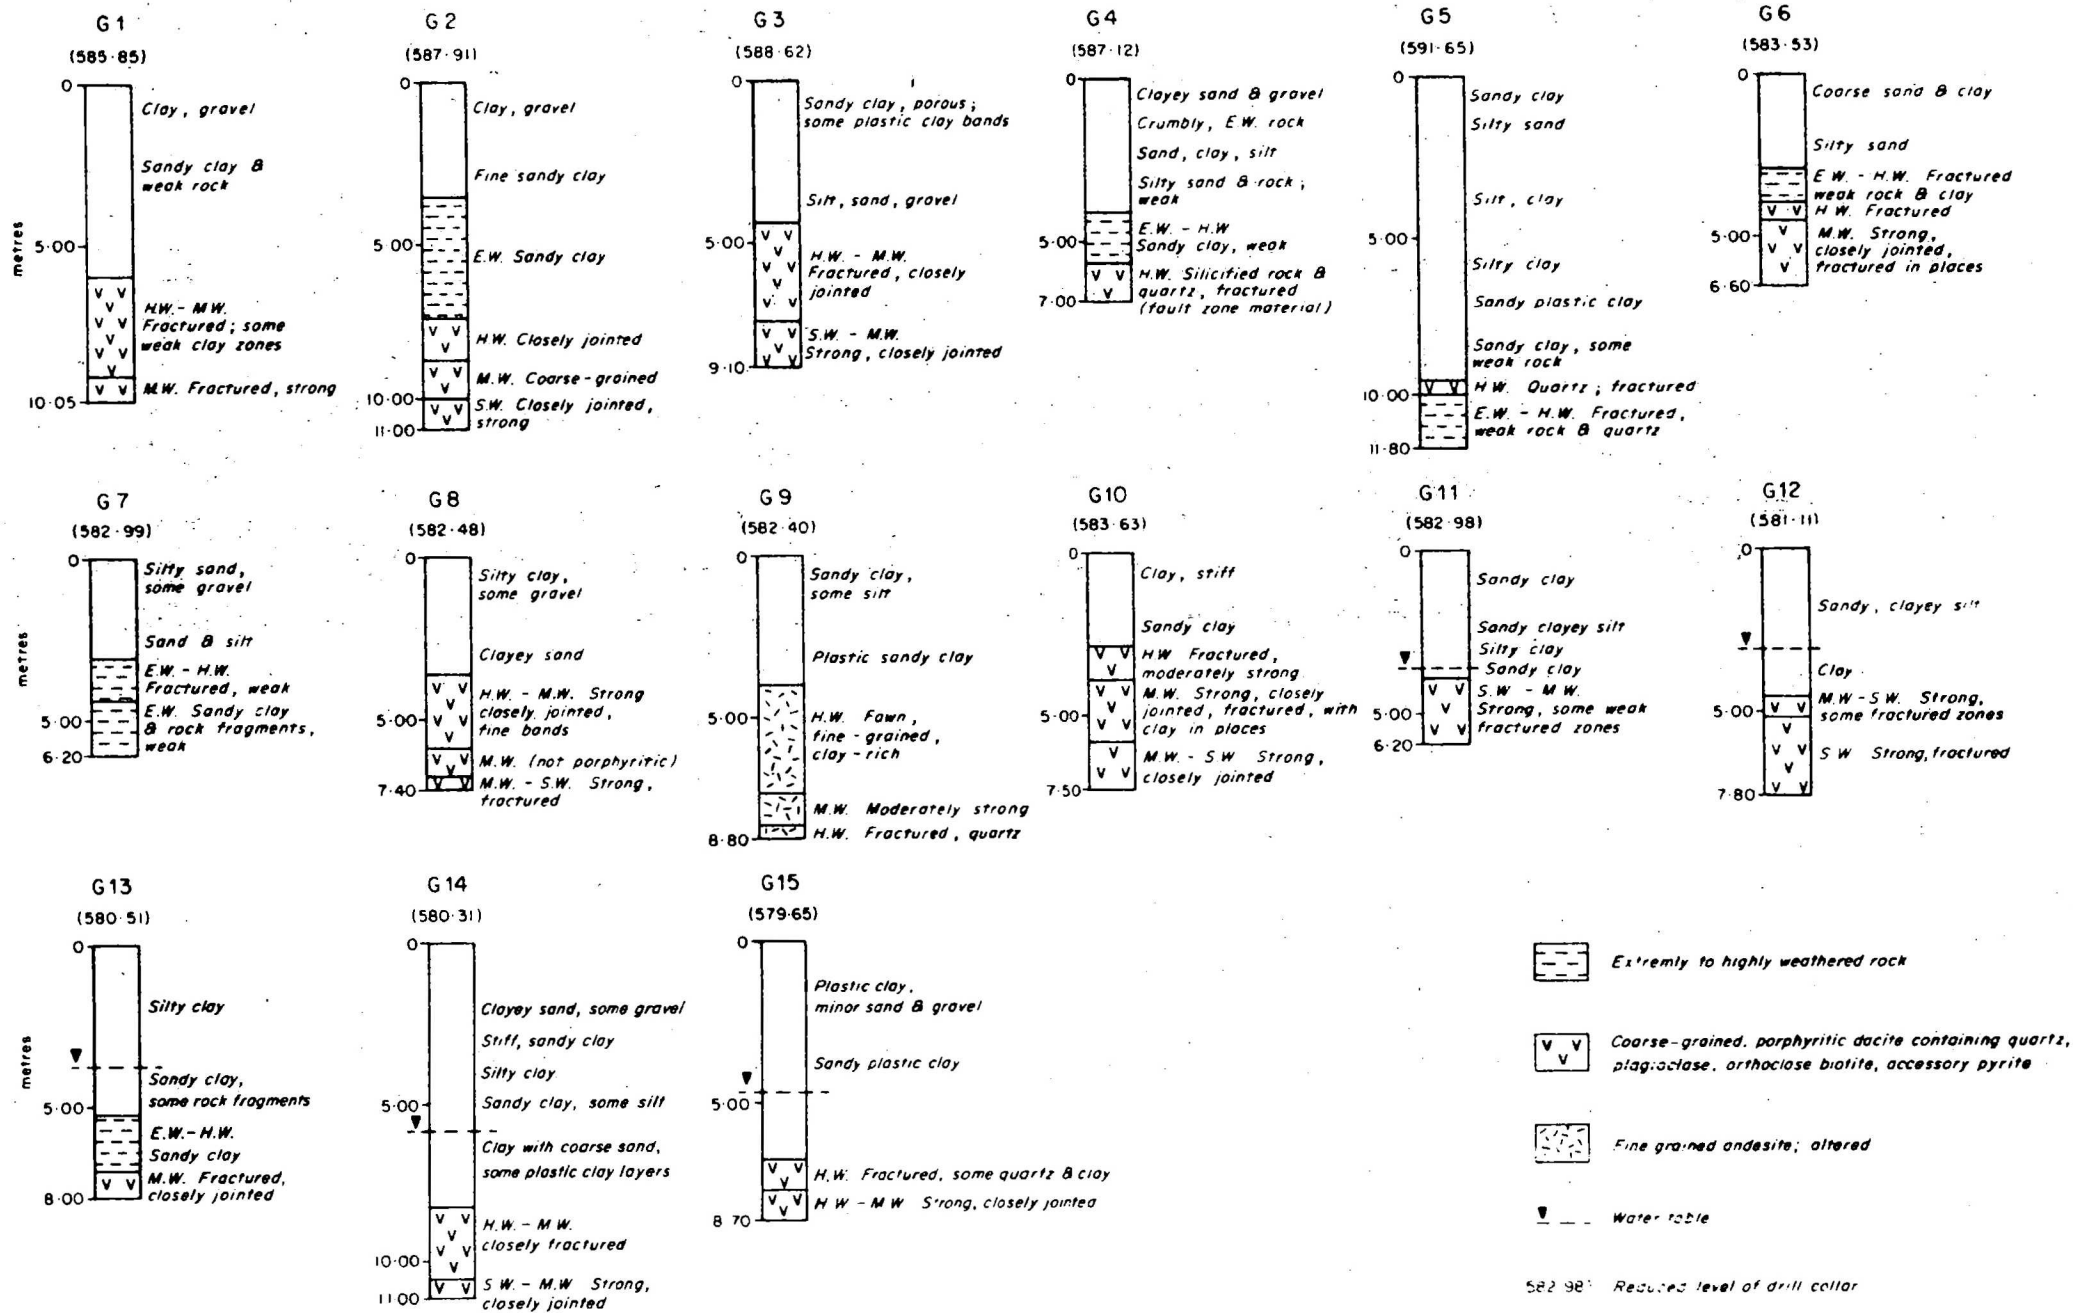 G1
(585·85)
0
Clay, gravel
Sandy clay &
weak rock
metres
5·00
H.W.-M.W.
Fractured; some
weak clay zones
M.W. Fractured, strong
10·05
G2
(587·91)
0
Clay, gravel
Fine sandy clay
5·00
E.W. Sandy clay
H.W. Closely jointed
M.W. Coarse-grained
10·00
S.W. Closely jointed,
strong
11·00
G3
(588·62)
0
Sandy clay, porous;
some plastic clay bands
Silt, sand, gravel
5·00
H.W. - M.W.
Fractured, closely
jointed
S.W. - M.W.
Strong, closely jointed
9·10
G4
(587·12)
0
Clayey sand & gravel
Crumbly, E.W. rock
Sand, clay, silt
Silty sand & rock;
weak
E.W. - H.W
5·00
Sandy clay, weak
H.W. Silicified rock &
quartz, fractured
7·00
(fault zone material)
G5
(591·65)
0
Sandy clay
Silty sand
Silt, clay
5·00
Silty clay
Sandy plastic clay
Sandy clay, some
weak rock
H.W. Quartz; fractured
10·00
E.W. - H.W. Fractured,
weak rock & quartz
11·80
G6
(583·53)
0
Coarse sand & clay
Silty sand
E.W. - H.W. Fractured
weak rock & clay
H.W. Fractured
5·00
M.W. Strong,
closely jointed,
fractured in places
6·60
G7
(582·99)
0
Silty sand,
some gravel
metres
Sand & silt
E.W. - H.W.
Fractured, weak
5·00
E.W. Sandy clay
& rock fragments,
weak
6·20
G8
(582·48)
0
Silty clay,
some gravel
Clayey sand
H.W. - M.W. Strong
closely jointed,
fine bands
5·00
M.W. (not porphyritic)
M.W. - S.W. Strong,
fractured
7·40
G9
(582·40)
0
Sandy clay,
some silt
Plastic sandy clay
5·00
H.W. Fawn,
fine-grained,
clay-rich
M.W. Moderately strong
H.W. Fractured, quartz
8·80
G10
(583·63)
0
Clay, stiff
Sandy clay
HW Fractured,
moderately strong
M.W. Strong, closely
jointed, fractured, with
clay in places
5·00
M.W. - S.W Strong,
closely jointed
7·50
G11
(582·98)
0
Sandy clay
Sandy clayey silt
Silty clay
Sandy clay
S.W - M.W.
Strong, some weak
fractured zones
5·00
6·20
G12
(581·11)
0
Sandy, clayey silt
Clay
M.W-S.W. Strong,
some fractured zones
5·00
S W Strong, fractured
7·80
G13
(580·51)
0
Silty clay
metres
Sandy clay,
some rock fragments
5·00
E.W.-H.W.
Sandy clay
M.W. Fractured,
closely jointed
8·00
G14
(580·31)
0
Clayey sand, some gravel
Stiff, sandy clay
Silty clay
Sandy clay, some silt
5·00
Clay with coarse sand,
some plastic clay layers
H.W. - M W.
closely fractured
10·00
S W. - M.W Strong,
closely jointed
11 00
G15
(579·65)
0
Plastic clay,
minor sand & gravel
Sandy plastic clay
5·00
H.W. Fractured, some quartz & clay
H W - M W Strong, closely jointed
8 70
Extremly to highly weathered rock
Coarse-grained, porphyritic dacite containing quartz,
plagioclase, orthoclase biotite, accessory pyrite
Fine grained andesite; altered
Water table
582 98 Reduced level of drill collar